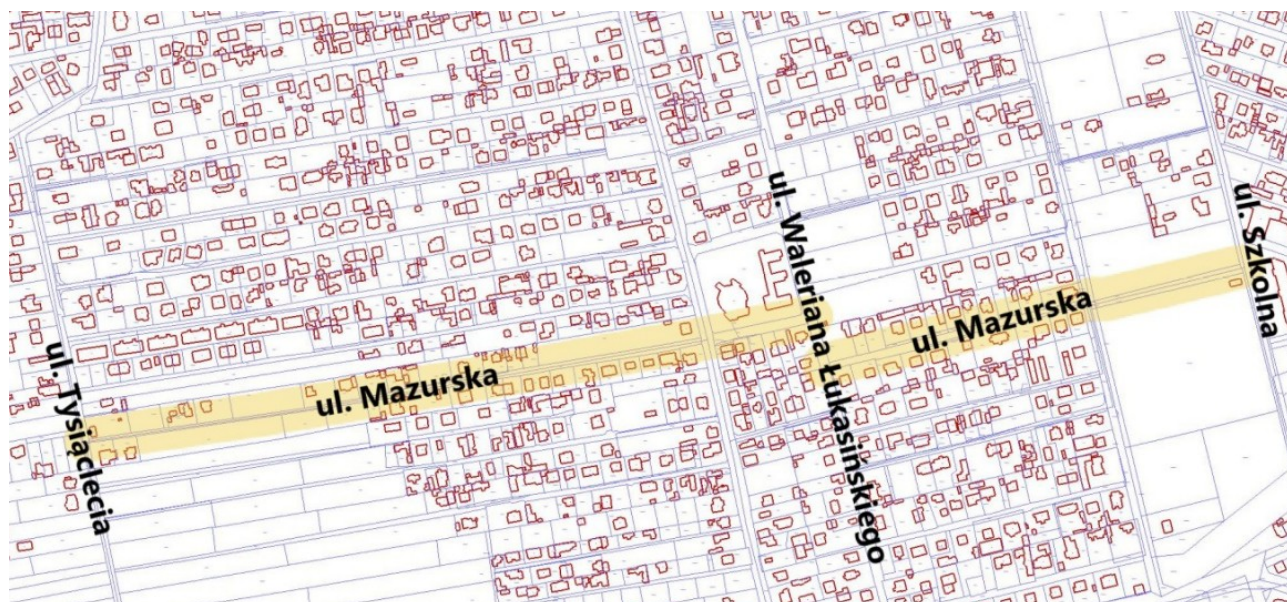 ul. Tysiąclecia
ul. Mazurska
ul. Waleriana Łukasińskiego
ul. Mazurska
ul. Szkolna